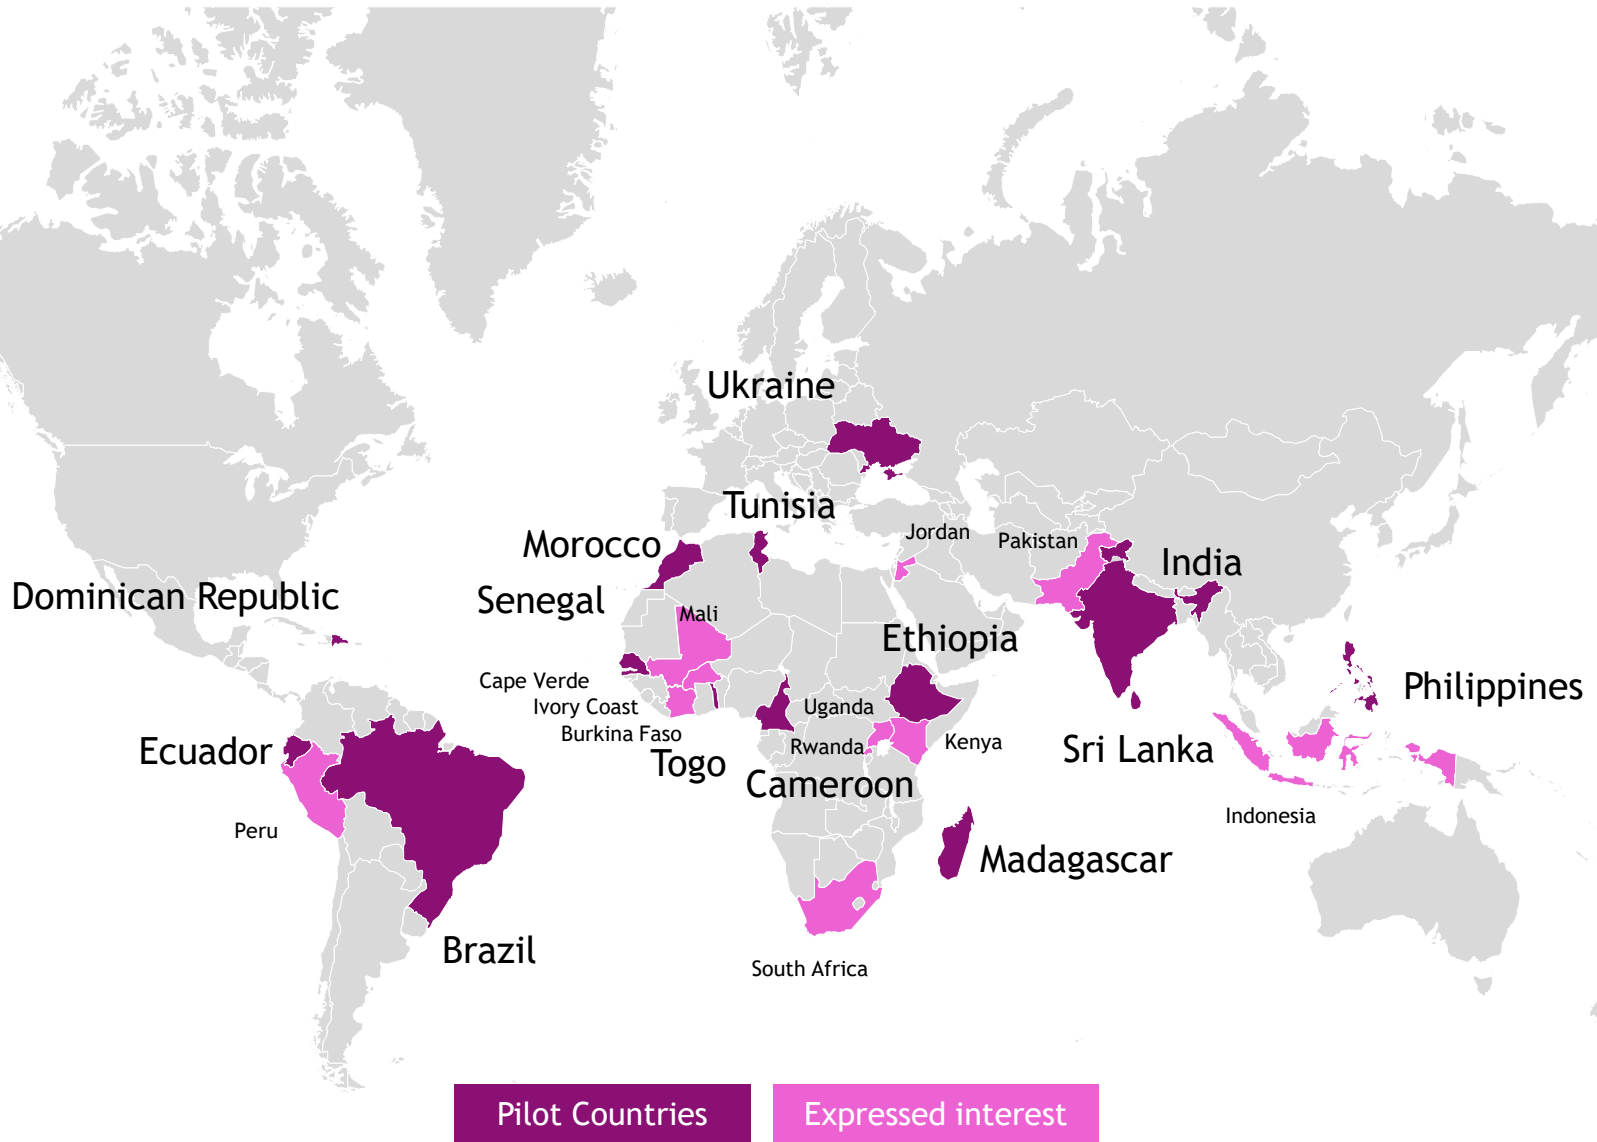 Ukraine
Tunisia
Jordan
Pakistan
Morocco
India
Dominican Republic
Senegal
Mali
Ethiopia
Cape Verde
Philippines
Ivory Coast
Uganda
Burkina Faso
Kenya
Rwanda
Ecuador
Sri Lanka
Togo
Cameroon
Indonesia
Peru
Madagascar
Brazil
South Africa
Pilot Countries
Expressed interest